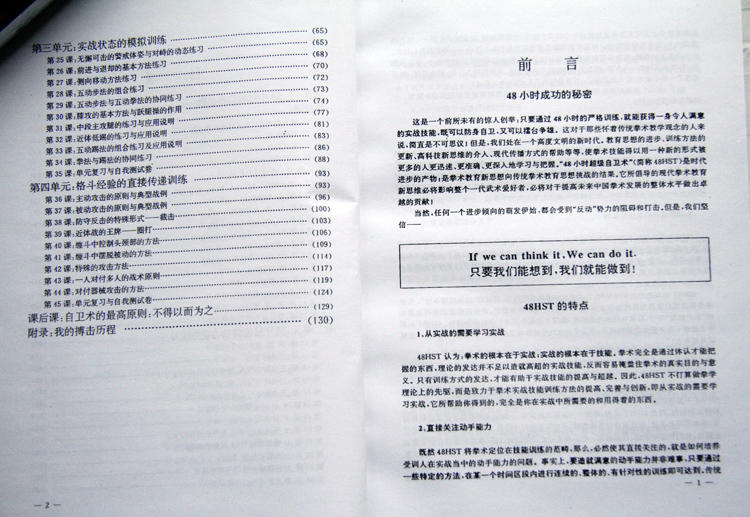 第三单元:实战状态的模拟训练 (65)
第25课:无懈可击的警戒体姿与对峙的动态练习 (65)
第26课:前进与退却的基本方法练习 (68)
第27课:侧向移动方法练习 (70)
第28课:五动步法的组合练习 (72)
第29课:五动步法与五动拳法的协同练习 (73)
第30课:膝攻的基本方法与跃腿操作的作用 (74)
第31课:中段主攻腿的练习与应用说明 (77)
第32课:近体低踢的练习与应用说明 (81)
第33课:五动踢法的组合练习及应用说明 (83)
第34课:拳法与踢法的协同练习 (86)
第35课:单元复习与自我测试卷 (88)
第四单元:格斗经验的直接传递训练 (93)
第36课:主动攻击的原则与典型战例 (93)
第37课:被动攻击的原则与典型战例 (96)
第38课:防守反击的特殊形式——截击 (100)
第39课:近体战的王牌——圈打 (103)
第40课:缠斗中控制头颈部的方法 (106)
第41课:缠斗中摆脱被动的方法 (109)
第42课:特殊的攻击方法 (114)
第43课:一人对付多人的战术原则 (117)
第44课:对付器械攻击的方法 (119)
第45课:单元复习与自我测试卷 (124)
课后课:自卫术的最高原则:不得以而为之 (129)
附录:我的搏击历程 (130)
— 2 —
前 言
48小时成功的秘密
这是一个前所未有的惊人创举:只要通过48小时的严格训练,就能获得一身令人满意
的实战技能,既可以防身自卫,又可以擂台争雄。这对于那些怀着传统拳术教学观念的人来
说,简直是不可思议!但是,我们处在一个高度文明的新时代。教育思想的进步、训练方法的
更新、高科技新思维的介入、现代传播方式的帮助等等,使拳术技能得以用一种新的形式被
更多的人更迅速、更准确、更深入地学习与把握。“48小时超级自卫术”(简称48HST)是时代
进步的产物;是拳术教育新思想向传统拳术教育思想挑战的结果,它所倡导的现代拳术教育
新思维必将影响整个一代武术爱好者,必将对于提高未来中国拳术发展的整体水平做出卓
越的贡献!
当然,任何一个进步倾向的萌发伊始,都会受到“反动”势力的阻碍和打击,但是,我们坚
信——
If we can think it, We can do it.
只要我们能想到,我们就能做到!
48HST的特点
1、从实战的需要学习实战
48HST认为:拳术的根本在于实战;实战的根本在于技能。拳术完全是通过体认才能把
握的东西,理论的发达并不足以造就高超的实战技能,反而容易掩盖住拳术的真实目的与意
义。只有训练方式的发达,才能有助于实战技能的提高与超越。因此,48HST不打算做拳学
理论上的先驱,而是致力于拳术实战技能训练方法的提高、完善与创新,即从实战的需要学
习实战,它所帮助你得到的,完全是你在实战中所需要的和用得着的东西。
2、直接关注动手能力
既然48HST将拳术定位在技能训练的范畴,那么,必然使其直接关注的,就是如何培养
受训人在实战当中的动手能力的问题。事实上,要造就满意的动手能力并非难事,只要通过
一些特定的方法,在某一个时间区段内进行连续的、整体的、有针对性的训练即可达到。传统
— 1 —